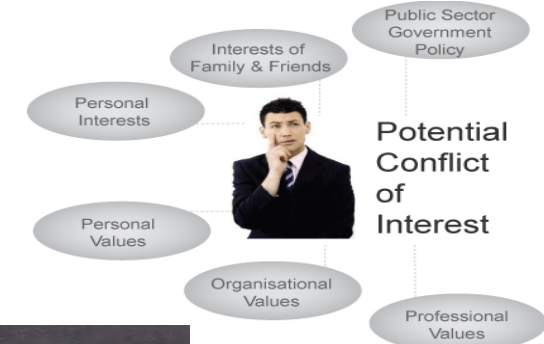 Public Sector
Government
Policy
Interests of
Family & Friends
Personal
Interests
Potential
Conflict
of
Interest
Personal
Values
Organisational
Values
Professional
Values